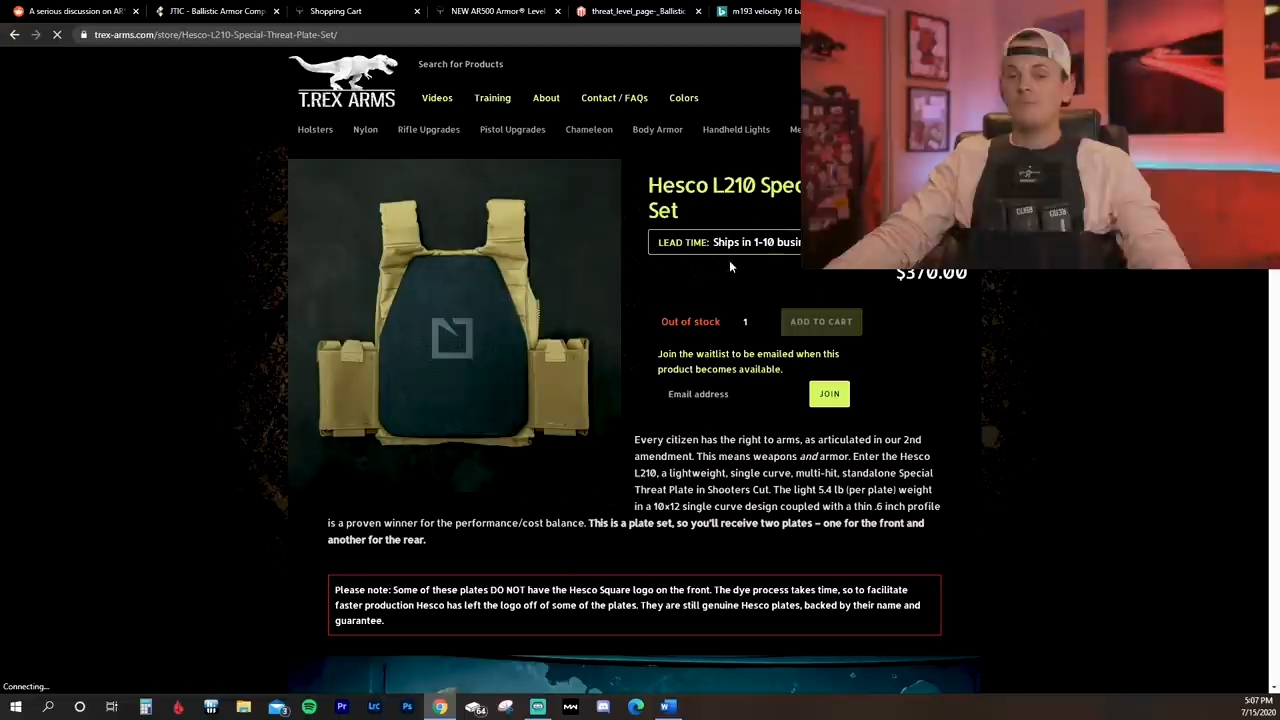 A serious discussion on AR5
JTIC - Ballistic Armor Comp
Shopping Cart
NEW AR500 Armor® Level
threat_level_page-_Ballistic
m193 velocity 16 ba
trex-arms.com/store/Hesco-L210-Special-Threat-Plate-Set/
Search for Products
T.REX ARMS
Videos Training About Contact / FAQs Colors
Holsters Nylon Rifle Upgrades Pistol Upgrades Chameleon Body Armor Handheld Lights Me
Hesco L210 Spec
Set
LEAD TIME: Ships in 1-10 busin
$370.00
Out of stock 1 ADD TO CART
Join the waitlist to be emailed when this
product becomes available.
Email address JOIN
Every citizen has the right to arms, as articulated in our 2nd
amendment. This means weapons and armor. Enter the Hesco
L210, a lightweight, single curve, multi-hit, standalone Special
Threat Plate in Shooters Cut. The light 5.4 lb (per plate) weight
in a 10x12 single curve design coupled with a thin .6 inch profile
is a proven winner for the performance/cost balance. This is a plate set, so you'll receive two plates – one for the front and
another for the rear.
Please note: Some of these plates DO NOT have the Hesco Square logo on the front. The dye process takes time, so to facilitate
faster production Hesco has left the logo off of some of the plates. They are still genuine Hesco plates, backed by their name and
guarantee.
Connecting...
5:07 PM
7/15/2020